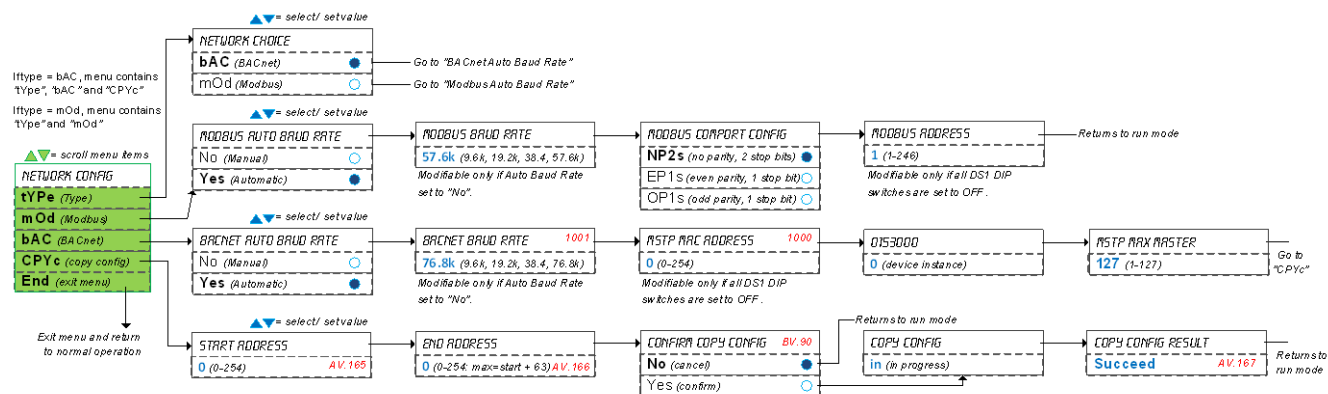 ▲▼= select/ setvalue
NETWORK CHOICE
bAC (BACnet)
Go to "BACnet Auto Baud Rate"
mOd (Modbus)
Go to "Modbus Auto Baud Rate"
If type = bAC, menu contains
"tYpe", "bAC" and "CPYc"
If type = mOd, menu contains
"tYpe" and "mOd"
▲▼= scroll menu items
NETWORK CONFIG
tYPe (Type)
mOd (Modbus)
bAC (BACnet)
CPYc (copy config)
End (exit menu)
Exit menu and return
to normal operation
▲▼= select/ setvalue
MODBUS AUTO BAUD RATE
No (Manual)
Yes (Automatic)
MODBUS BAUD RATE
57.6k (9.6k, 19.2k, 38.4, 57.6k)
Modifiable only if Auto Baud Rate
set to "No".
MODBUS COMPORT CONFIG
NP2s (no parity, 2 stop bits)
EP1s (even parity, 1 stop bit)
OP1s (odd parity, 1 stop bit)
MODBUS ADDRESS
1 (1-246)
Modifiable only if all DS1 DIP
switches are set to OFF.
Returns to run mode
▲▼= select/ setvalue
BACNET AUTO BAUD RATE
No (Manual)
Yes (Automatic)
BACNET BAUD RATE 1001
76.8k (9.6k, 19.2k, 38.4, 76.8k)
Modifiable only if Auto Baud Rate
set to "No".
MSTP MAC ADDRESS 1000
0 (0-254)
Modifiable only if all DS1 DIP
switches are set to OFF.
0153000
0 (device instance)
MSTP MAX MASTER
127 (1-127)
Go to
"CPYc"
▲▼= select/ setvalue
START ADDRESS
0 (0-254) AV.165
END ADDRESS
0 (0-254: max=start + 63) AV.166
CONFIRM COPY CONFIG BV.90
No (cancel)
Yes (confirm)
Returns to run mode
COPY CONFIG
in (in progress)
COPY CONFIG RESULT
Succeed AV.167
Returns to
run mode